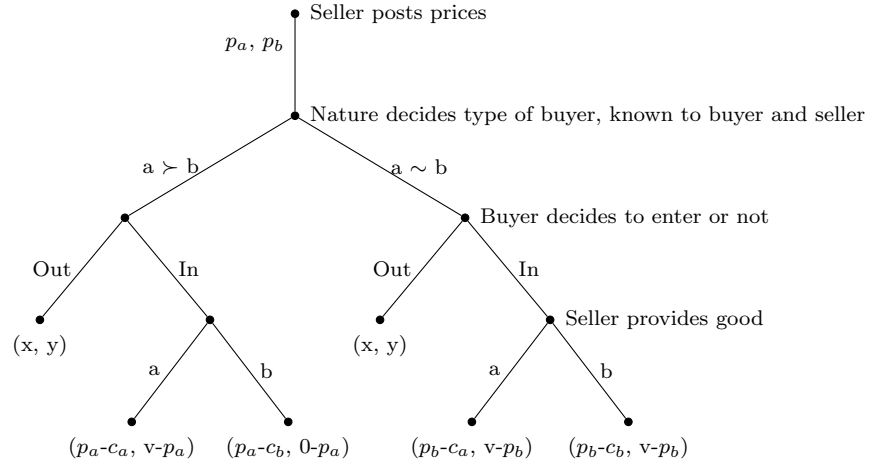 Seller posts prices
p_a, p_b
Nature decides type of buyer, known to buyer and seller
a ≻ b
a ∼ b
Buyer decides to enter or not
Out
In
Out
In
Seller provides good
(x, y)
(x, y)
a
b
a
b
(p_a-c_a, v-p_a)
(p_a-c_b, 0-p_a)
(p_b-c_a, v-p_b)
(p_b-c_b, v-p_b)